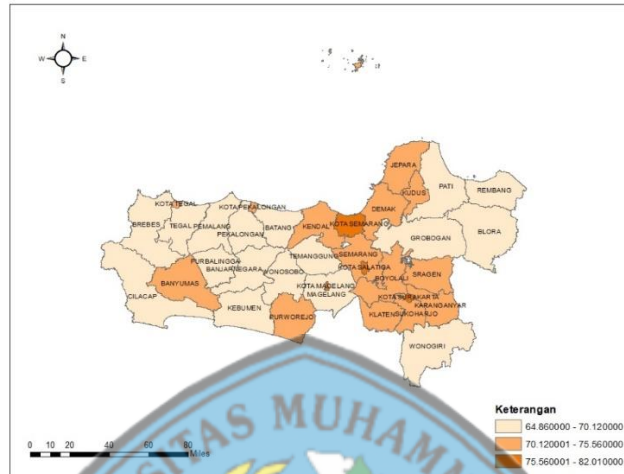 N
W E
S
JEPARA
KUDUS
PATI
REMBANG
DEMAK
KOTA TEGAL
KOTA PEKALONGAN
KENDAL
KOTA SEMARANG
BREBES
TEGAL
PEMALANG
BATANG
PEKALONGAN
GROBOGAN
BLORA
TEMANGGUNG
SEMARANG
PURBALINGGA
BANJARNEGARA
WONOSOBO
KOTA SALATIGA
BOYOLALI
SRAGEN
BANYUMAS
KOTA MAGELANG
MAGELANG
CILACAP
KEBUMEN
PURWOREJO
KOTA SURAKARTA
KARANGANYAR
KLATEN
SUKOHARJO
WONOGIRI
Keterangan
64.860000 - 70.120000
70.120001 - 75.560000
75.560001 - 82.010000
0 10 20 40 60 80
Miles
SITAS MUHAM